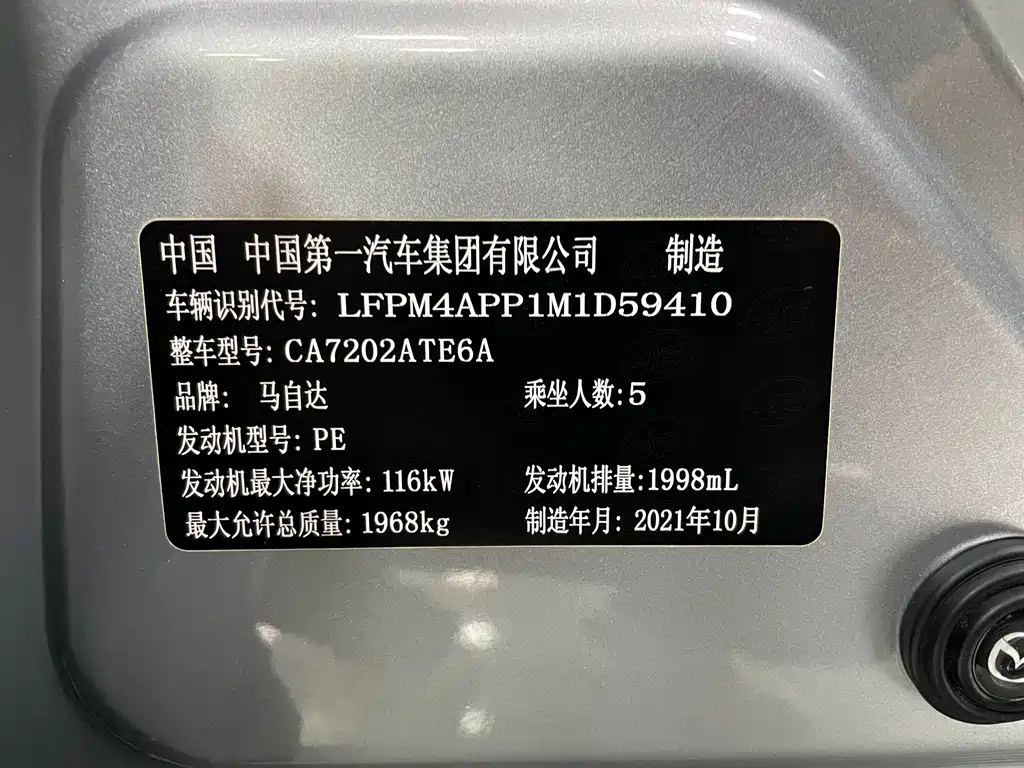 中国 中国第一汽车集团有限公司 制造
车辆识别代号: LFPM4APP1M1D59410
整车型号: CA7202ATE6A
品牌: 马自达 乘坐人数:5
发动机型号: PE
发动机最大净功率: 116kW 发动机排量:1998mL
最大允许总质量: 1968kg 制造年月: 2021年10月